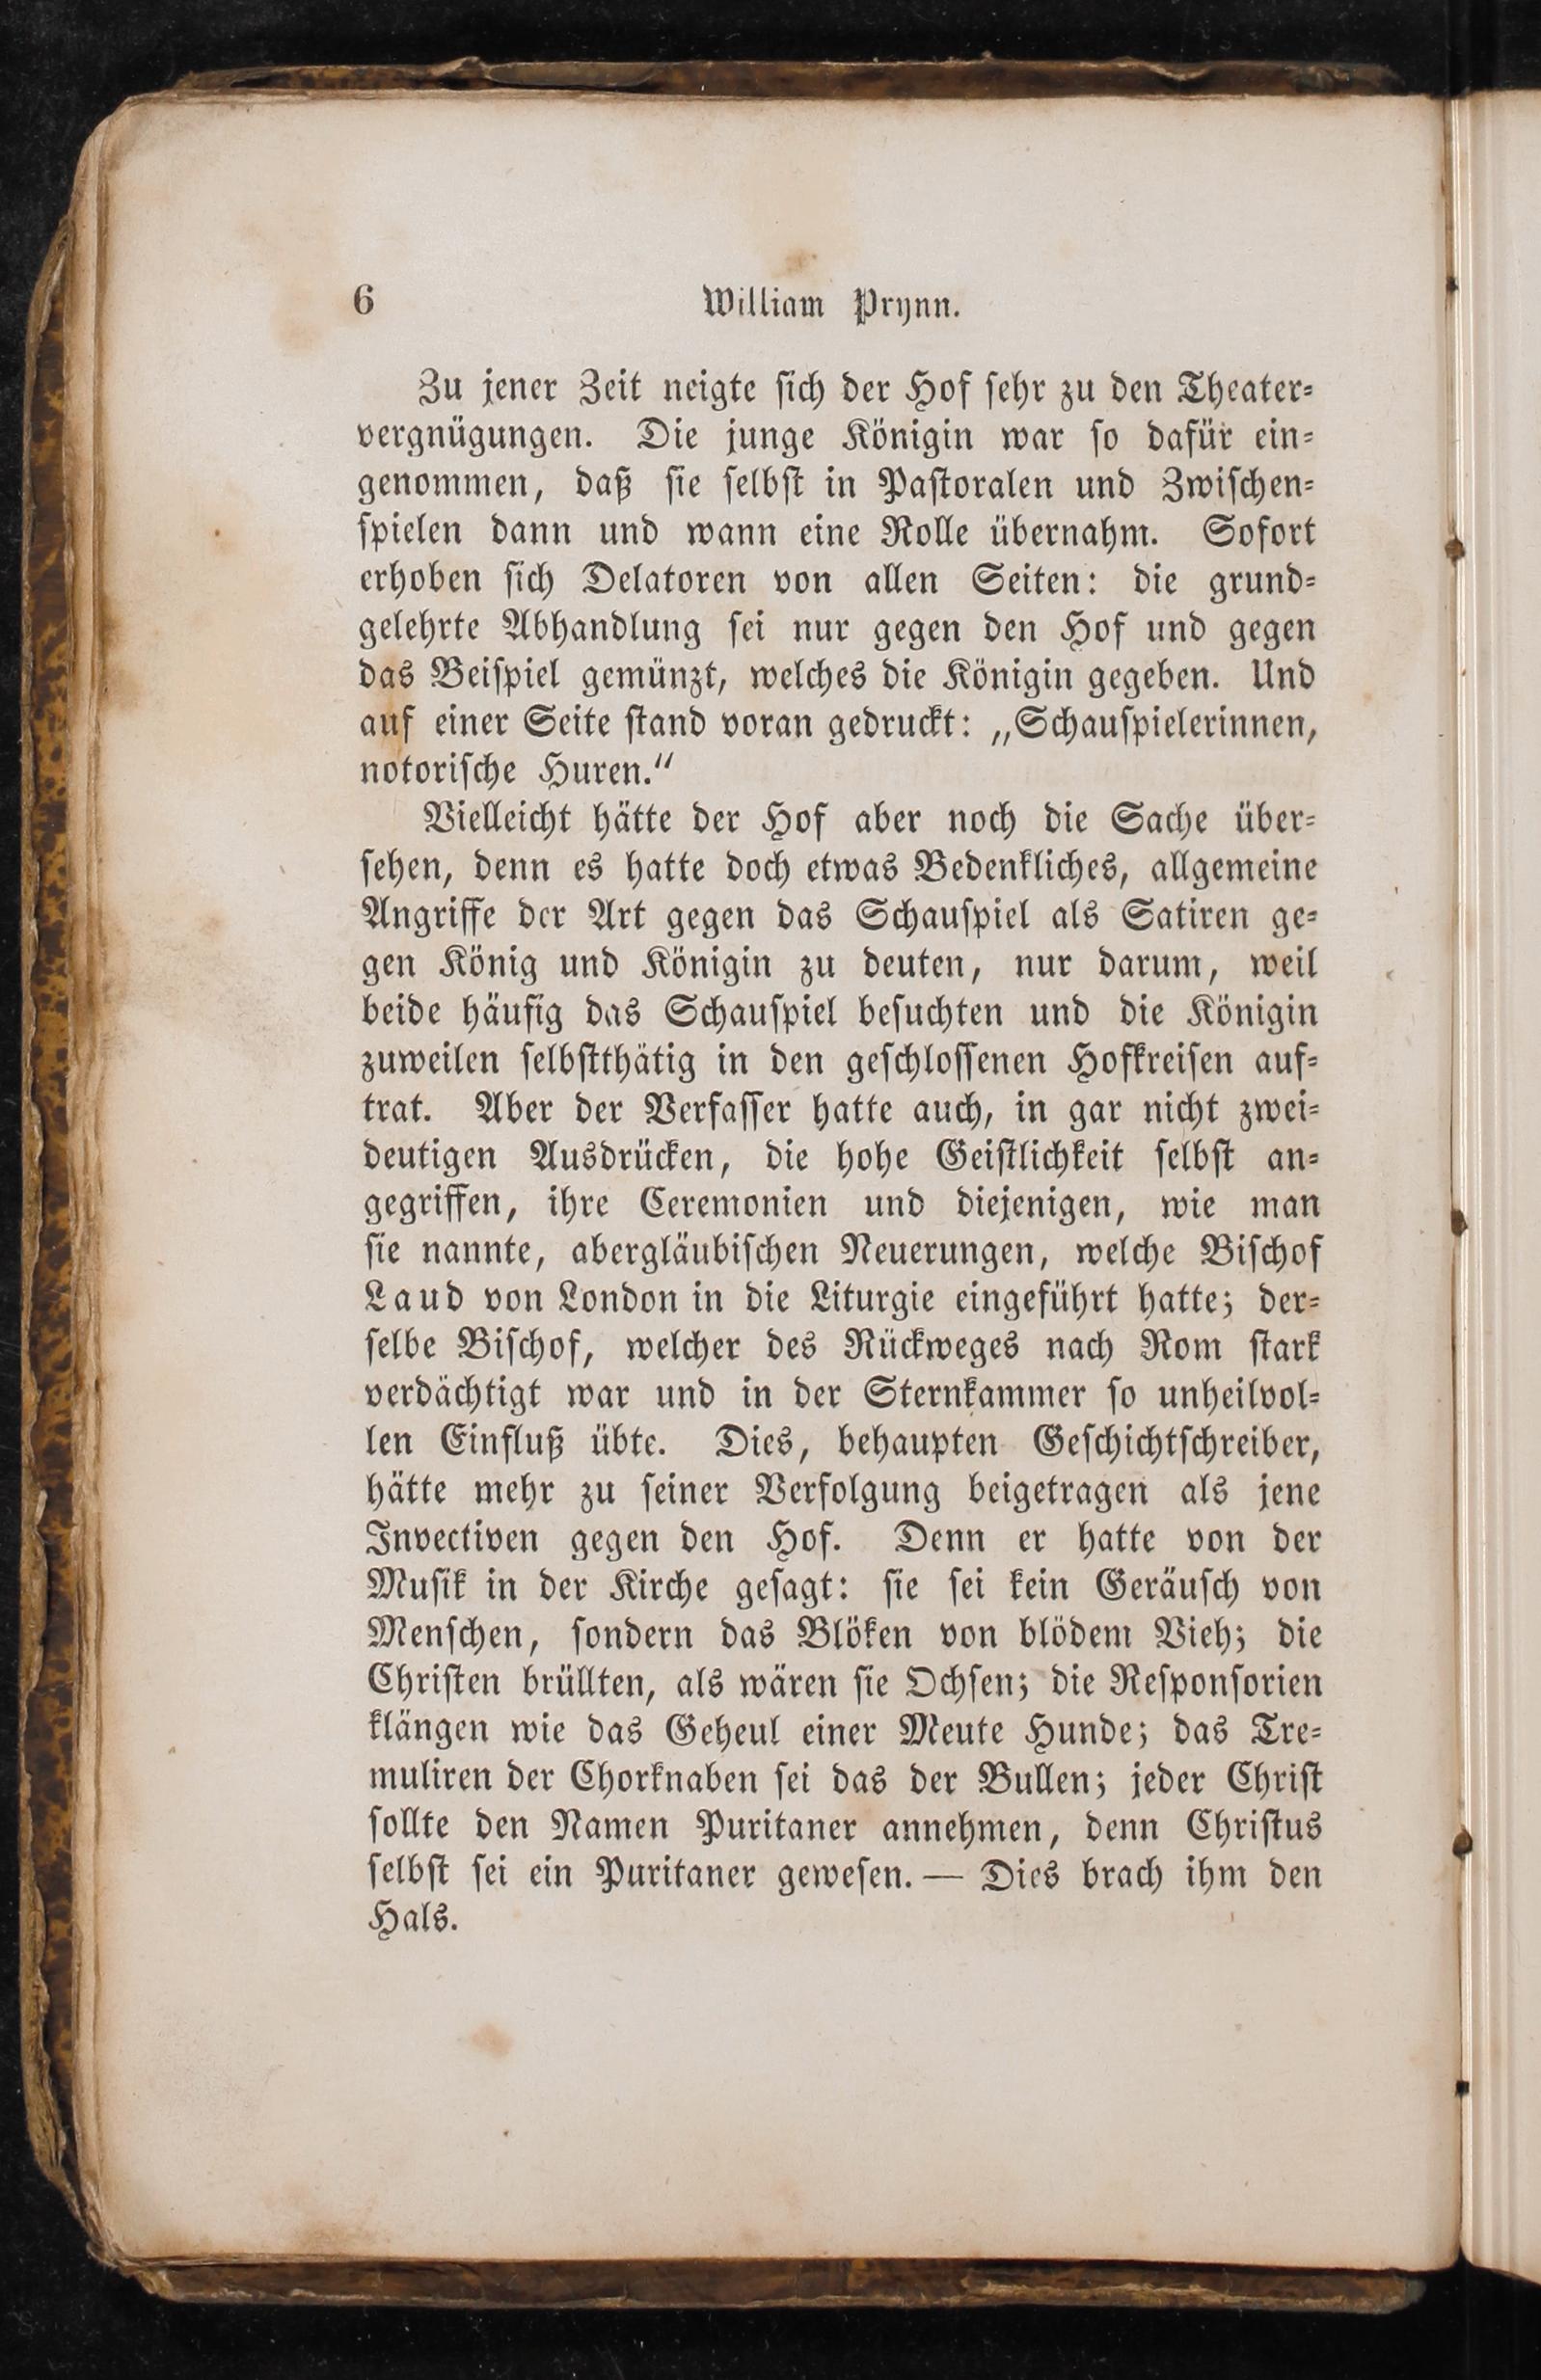 6
William Prynn.
Zu jener Zeit neigte sich der Hof sehr zu den Theater-
vergnügungen. Die junge Königin war so dafür ein-
genommen, daß sie selbst in Pastoralen und Zwischen-
spielen dann und wann eine Rolle übernahm. Sofort
erhoben sich Delatoren von allen Seiten: die grund-
gelehrte Abhandlung sei nur gegen den Hof und gegen
das Beispiel gemünzt, welches die Königin gegeben. Und
auf einer Seite stand voran gedruckt: „Schauspielerinnen,
notorische Huren.“
Vielleicht hätte der Hof aber noch die Sache über-
sehen, denn es hatte doch etwas Bedenkliches, allgemeine
Angriffe der Art gegen das Schauspiel als Satiren ge-
gen König und Königin zu deuten, nur darum, weil
beide häufig das Schauspiel besuchten und die Königin
zuweilen selbstthätig in den geschlossenen Hofkreisen auf-
trat. Aber der Verfasser hatte auch, in gar nicht zwei-
deutigen Ausdrücken, die hohe Geistlichkeit selbst an-
gegriffen, ihre Ceremonien und diejenigen, wie man
sie nannte, abergläubischen Neuerungen, welche Bischof
Laud von London in die Liturgie eingeführt hatte; der-
selbe Bischof, welcher des Rückweges nach Rom stark
verdächtigt war und in der Sternkammer so unheilvol-
len Einfluß übte. Dies, behaupten Geschichtschreiber,
hätte mehr zu seiner Verfolgung beigetragen als jene
Invectiven gegen den Hof. Denn er hatte von der
Musik in der Kirche gesagt: sie sei kein Geräusch von
Menschen, sondern das Blöken von blödem Vieh; die
Christen brüllten, als wären sie Ochsen; die Responsorien
klängen wie das Geheul einer Meute Hunde; das Tre-
muliren der Chorknaben sei das der Bullen; jeder Christ
sollte den Namen Puritaner annehmen, denn Christus
selbst sei ein Puritaner gewesen. — Dies brach ihm den
Hals.